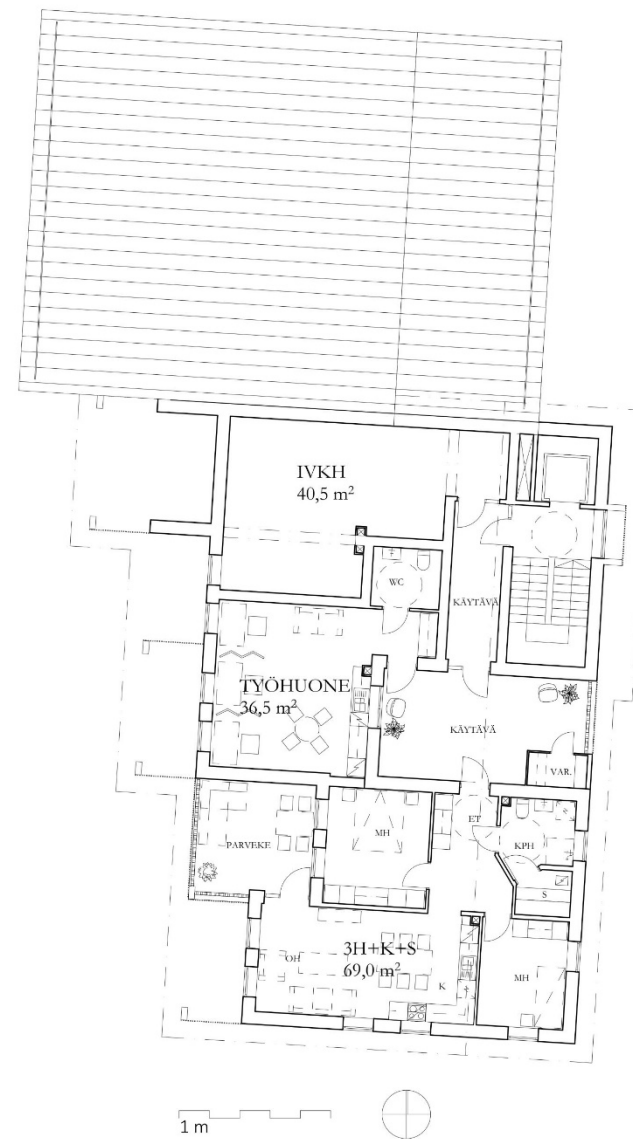 IVKH
40,5 m²
WC
KÄYTÄVÄ
TYÖHUONE
36,5 m²
KÄYTÄVÄ
VAR.
ET
MH
KPH
PARVEKE
S
3H+K+S
69,0 m²
OH
K
MH
1 m